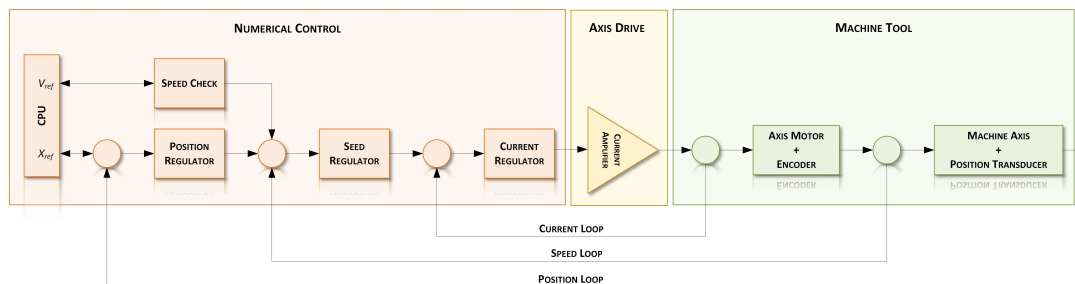 NUMERICAL CONTROL
AXIS DRIVE
MACHINE TOOL
CPU
Vref
Xref
SPEED CHECK
POSITION
REGULATOR
SEED
REGULATOR
CURRENT
REGULATOR
CURRENT
AMPLIFER
AXIS MOTOR
+
ENCODER
MACHINE AXIS
+
POSITION TRANSDUCER
CURRENT LOOP
SPEED LOOP
POSITION LOOP